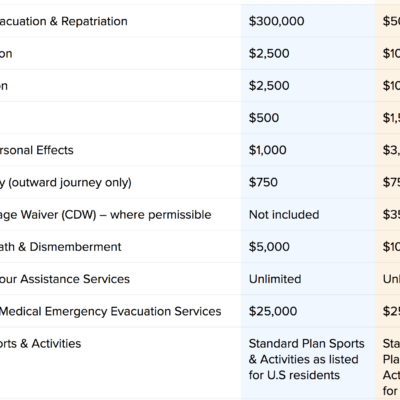 acuation & Repatriation $300,000 $50
on $2,500 $10
n $2,500 $10
$500 $1,
rsonal Effects $1,000 $3,
y (outward journey only) $750 $75
age Waiver (CDW) – where permissible Not included $35
ath & Dismemberment $5,000 $10
our Assistance Services Unlimited Unl
Medical Emergency Evacuation Services $25,000 $25
rts & Activities Standard Plan Sports Sta
& Activities as listed Pla
for U.S residents Act
for